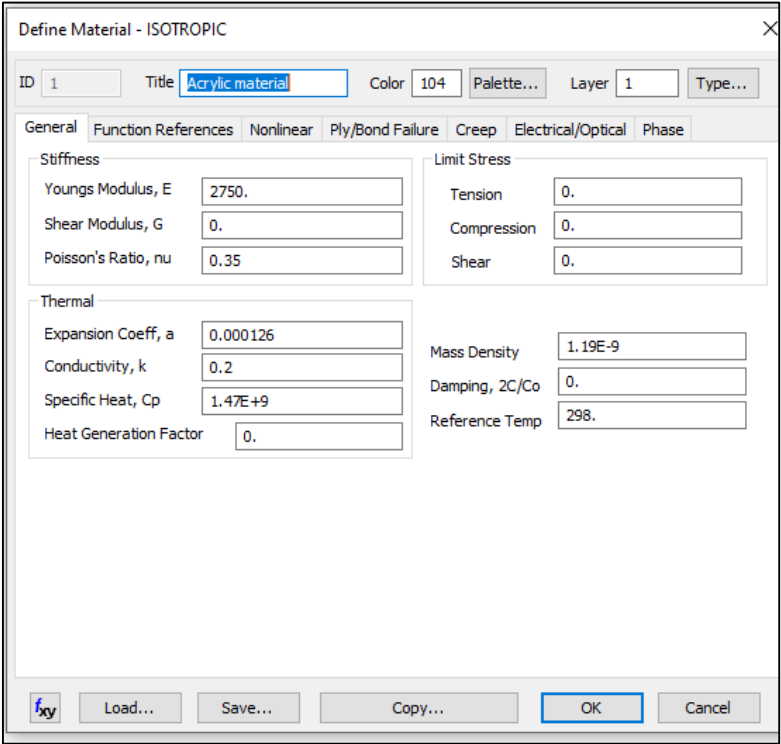 Define Material - ISOTROPIC
ID 1 Title Acrylic material Color 104 Palette... Layer 1 Type...
General Function References Nonlinear Ply/Bond Failure Creep Electrical/Optical Phase
Stiffness
Youngs Modulus, E 2750.
Shear Modulus, G 0.
Poisson's Ratio, nu 0.35
Limit Stress
Tension 0.
Compression 0.
Shear 0.
Thermal
Expansion Coeff, a 0.000126
Conductivity, k 0.2
Specific Heat, Cp 1.47E+9
Heat Generation Factor 0.
Mass Density 1.19E-9
Damping, 2C/Co 0.
Reference Temp 298.
fxy Load... Save... Copy... OK Cancel